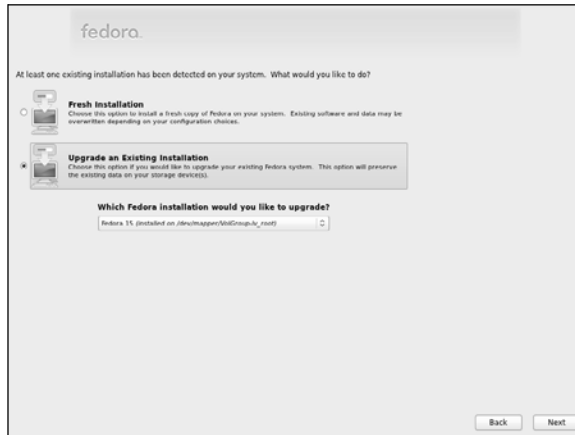 fedora.
At least one existing installation has been detected on your system. What would you like to do?
Fresh Installation
Choose this option to install a fresh copy of Fedora on your system. Existing software and data may be
overwritten depending on your configuration choices.
Upgrade an Existing Installation
Choose this option if you would like to upgrade your existing Fedora system. This option will preserve
the existing data on your storage device(s).
Which Fedora installation would you like to upgrade?
Fedora 15 (installed on /dev/mapper/VolGroup-lv_root)
Back
Next